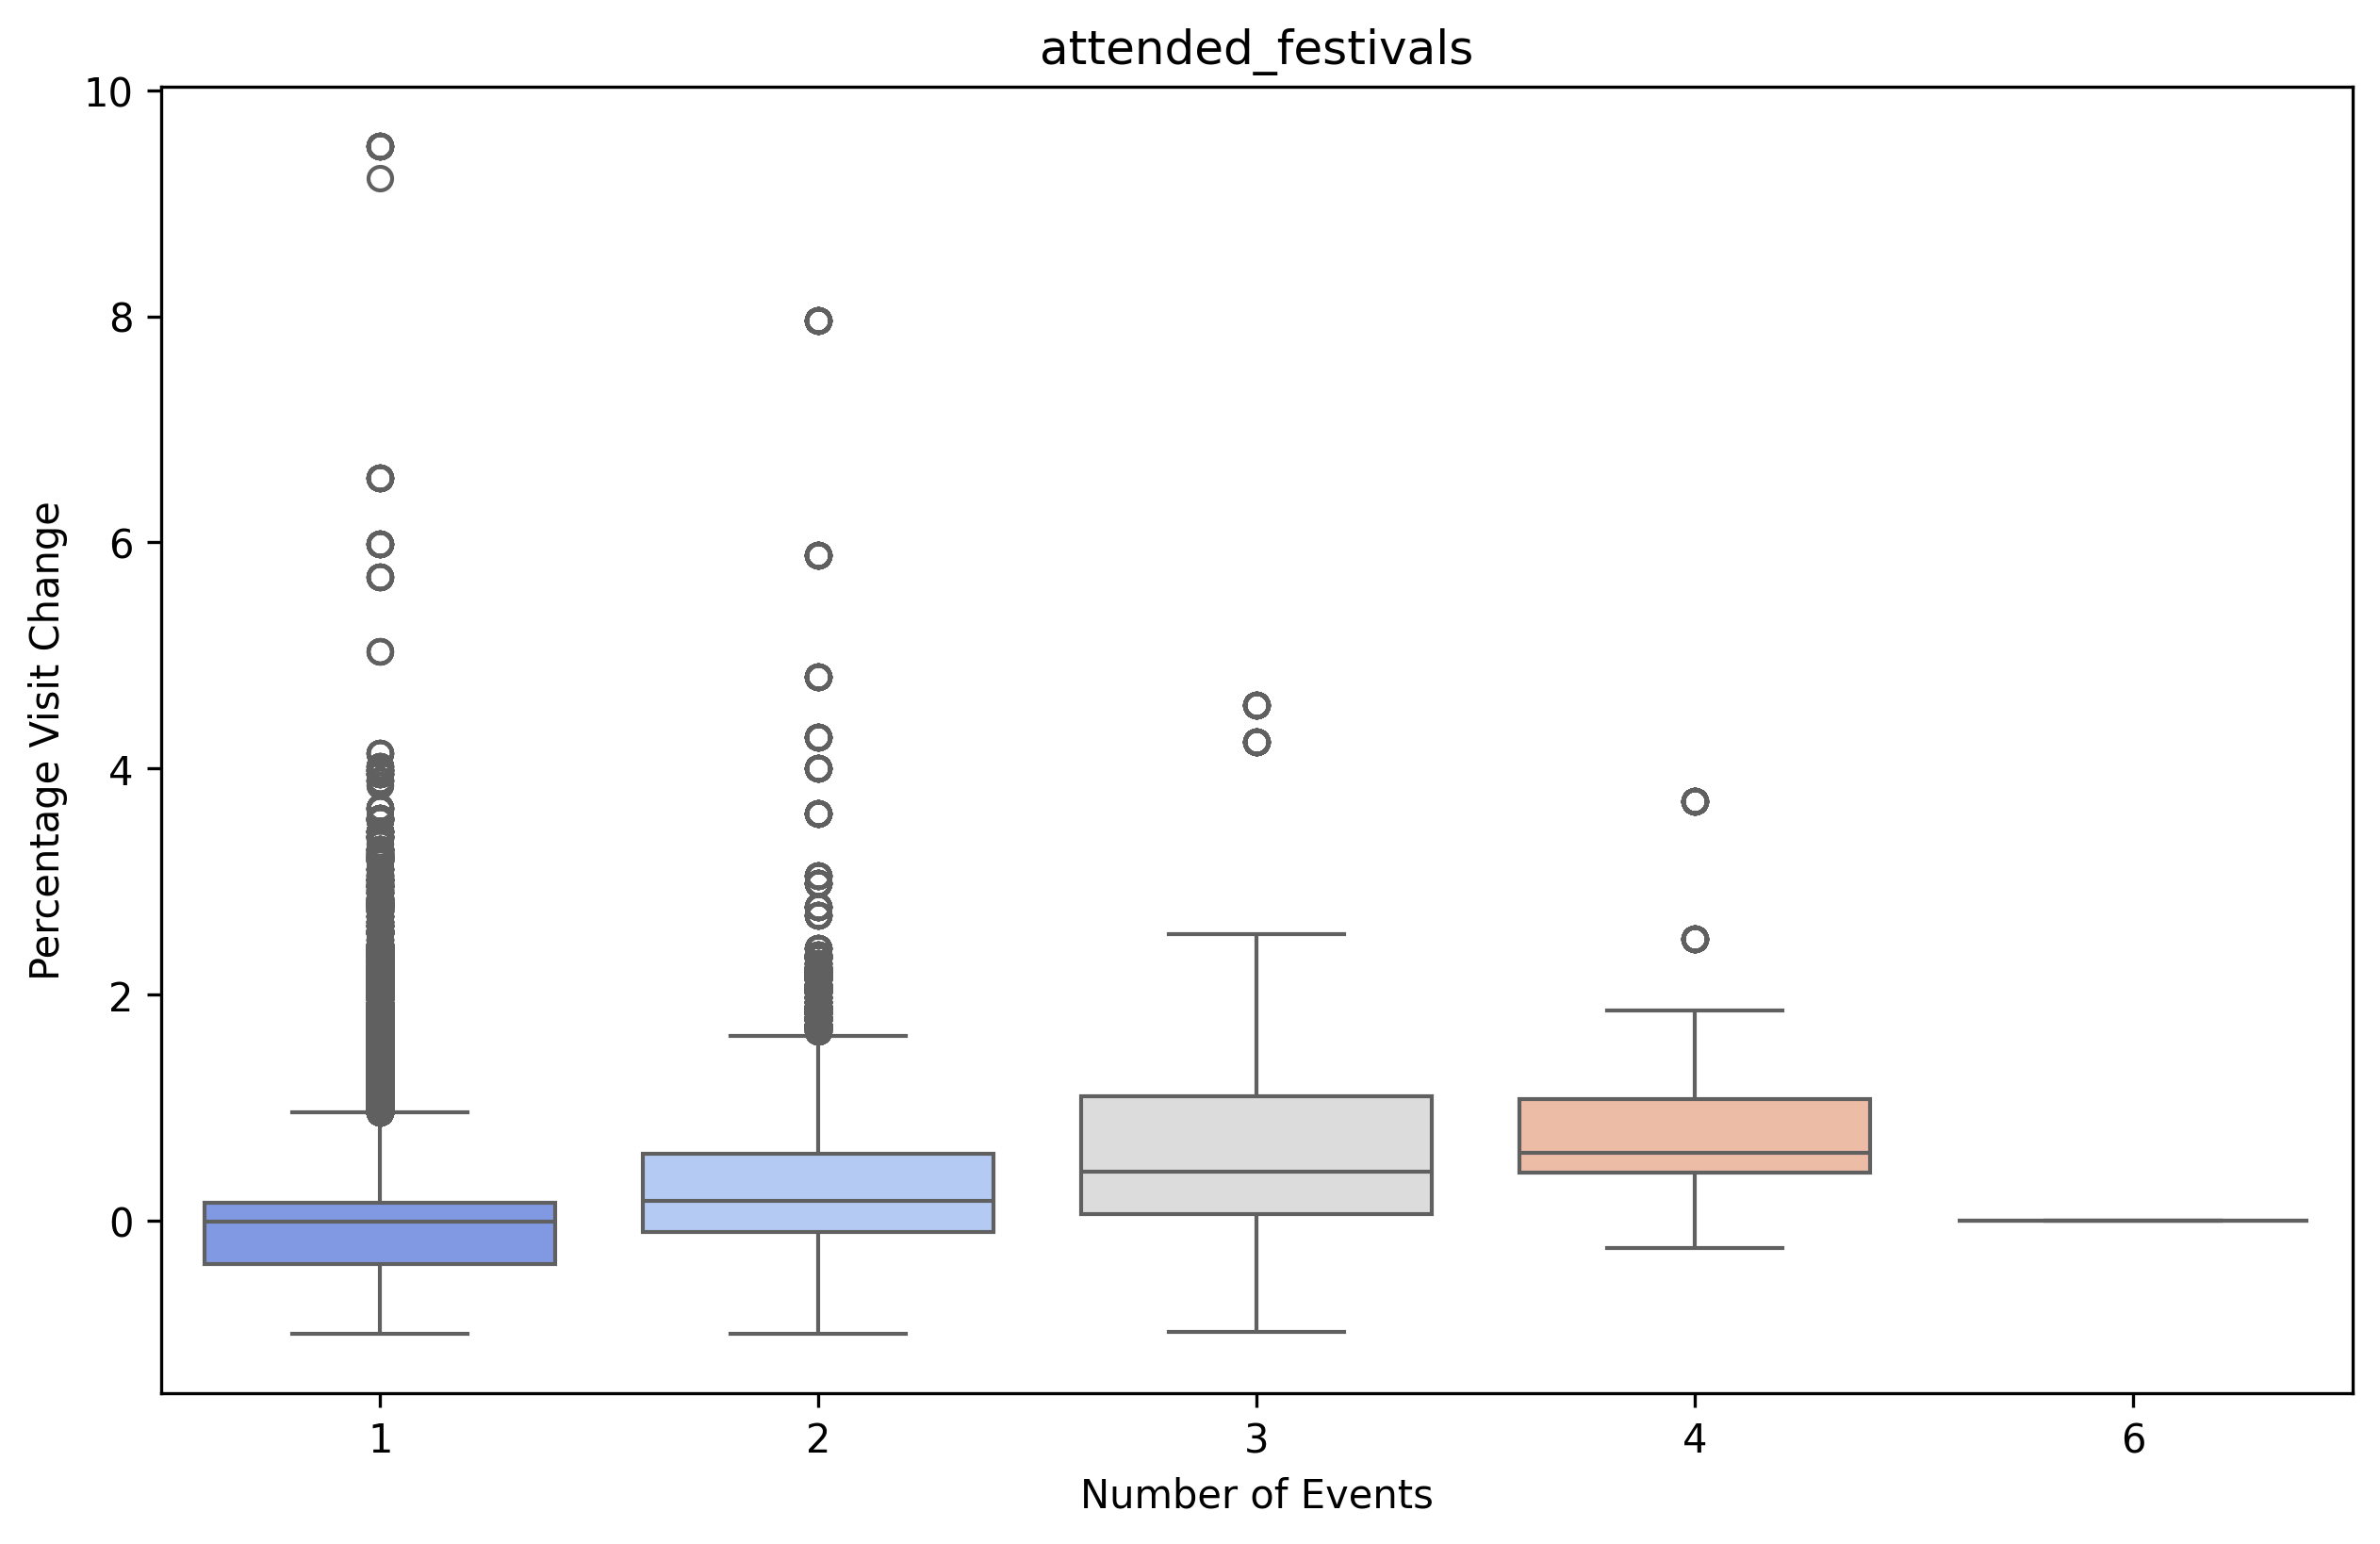 attended_festivals
10
8
6
4
2
0
Percentage Visit Change
1 2 3 4 6
Number of Events